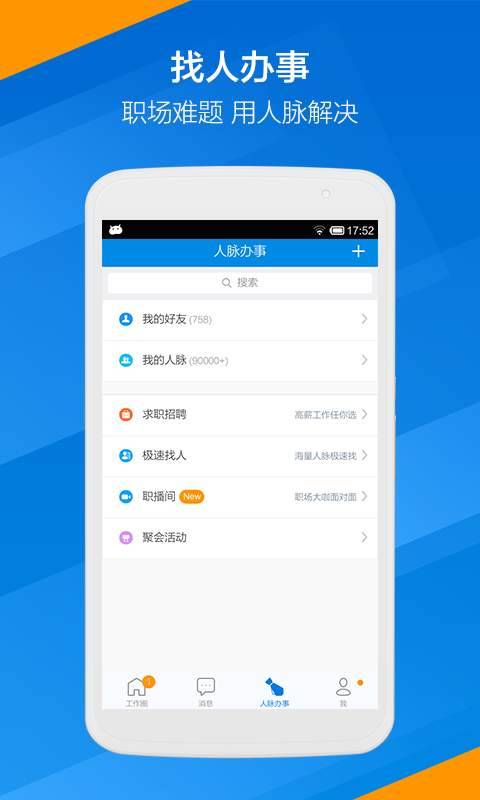 找人办事
职场难题 用人脉解决
17:52
人脉办事
搜索
我的好友 (758)
我的人脉 (90000+)
求职招聘 高薪工作任你选
极速找人 海量人脉极速找
职播间 New 职场大咖面对面
聚会活动
1
工作圈 消息 人脉办事 我